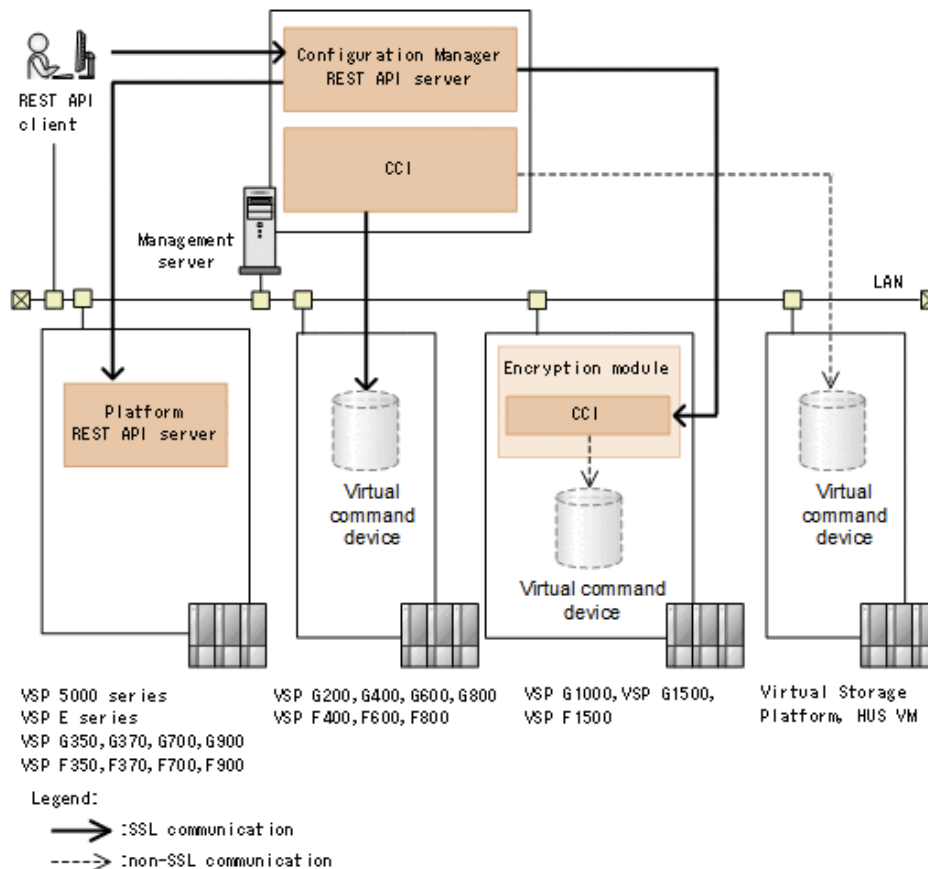 Configuration Manager
REST API server
REST API
client
CCI
Management
server
LAN
Platform
REST API server
Virtual
command
device
Encryption module
CCI
Virtual command
device
Virtual
command
device
VSP 5000 series
VSP E series
VSP G350, G370, G700, G900
VSP F350, F370, F700, F900
VSP G200, G400, G600, G800
VSP F400, F600, F800
VSP G1000, VSP G1500,
VSP F1500
Virtual Storage
Platform, HUS VM
Legend:
:SSL communication
:non-SSL communication